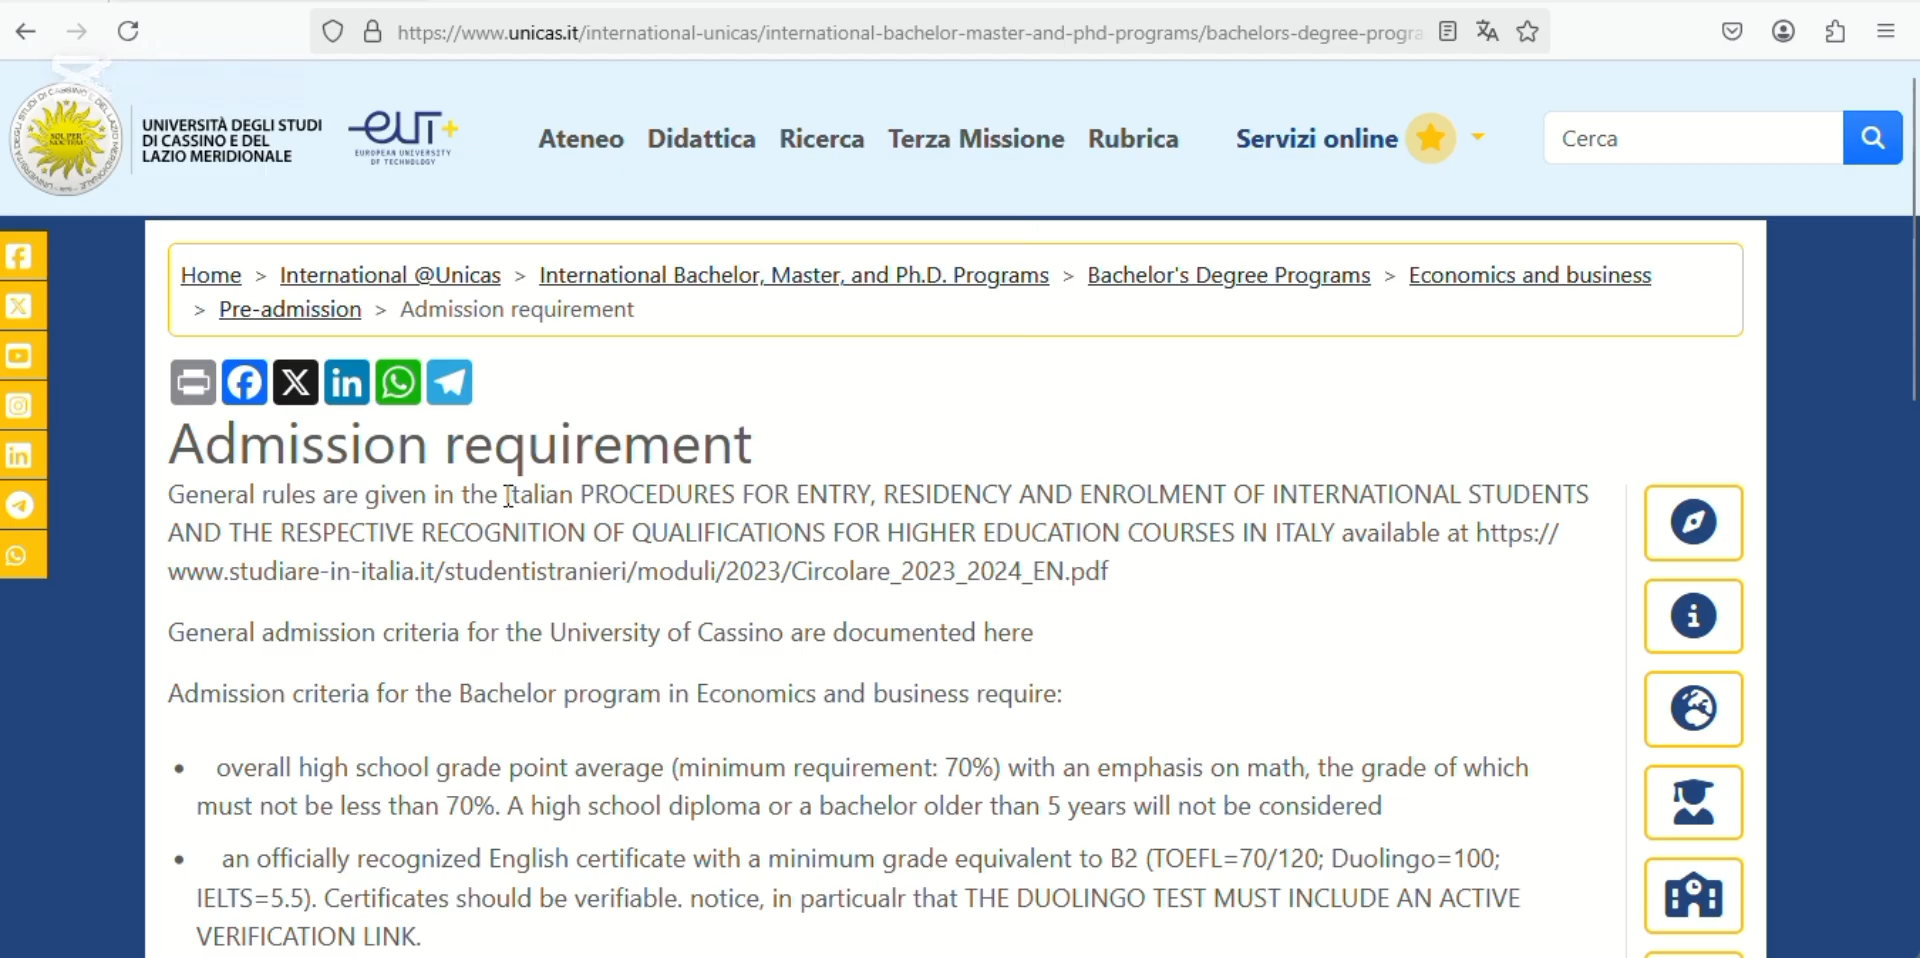 https://www.unicas.it/international-unicas/international-bachelor-master-and-phd-programs/bachelors-degree-progra
UNIVERSITÀ DEGLI STUDI
DI CASSINO E DEL
LAZIO MERIDIONALE
EUT+
EUROPEAN UNIVERSITY
OF TECHNOLOGY
Ateneo Didattica Ricerca Terza Missione Rubrica Servizi online Cerca
Home > International @Unicas > International Bachelor, Master, and Ph.D. Programs > Bachelor's Degree Programs > Economics and business
> Pre-admission > Admission requirement
Admission requirement
General rules are given in the Italian PROCEDURES FOR ENTRY, RESIDENCY AND ENROLMENT OF INTERNATIONAL STUDENTS
AND THE RESPECTIVE RECOGNITION OF QUALIFICATIONS FOR HIGHER EDUCATION COURSES IN ITALY available at https://
www.studiare-in-italia.it/studentistranieri/moduli/2023/Circolare_2023_2024_EN.pdf
General admission criteria for the University of Cassino are documented here
Admission criteria for the Bachelor program in Economics and business require:
• overall high school grade point average (minimum requirement: 70%) with an emphasis on math, the grade of which
must not be less than 70%. A high school diploma or a bachelor older than 5 years will not be considered
• an officially recognized English certificate with a minimum grade equivalent to B2 (TOEFL=70/120; Duolingo=100;
IELTS=5.5). Certificates should be verifiable. notice, in particualr that THE DUOLINGO TEST MUST INCLUDE AN ACTIVE
VERIFICATION LINK.